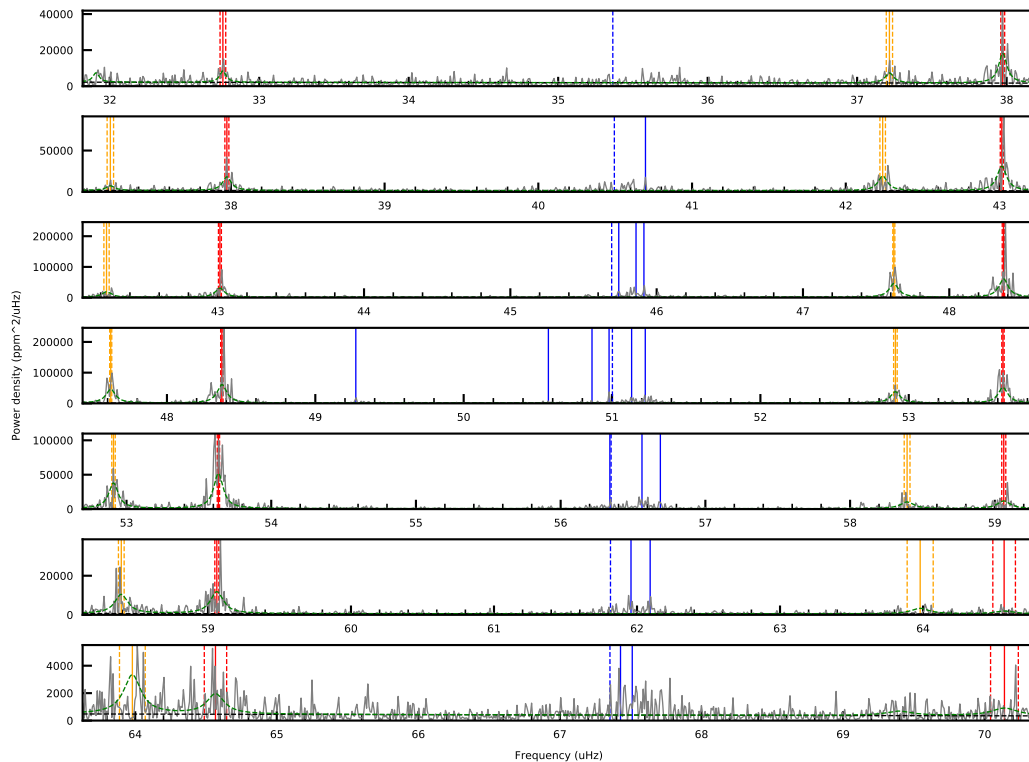 40000
20000
0
32 33 34 35 36 37 38
50000
0
38 39 40 41 42 43
200000
100000
0
43 44 45 46 47 48
Power density (ppm^2/uHz)
200000
100000
0
48 49 50 51 52 53
100000
50000
0
53 54 55 56 57 58 59
20000
0
59 60 61 62 63 64
4000
2000
0
64 65 66 67 68 69 70
Frequency (uHz)